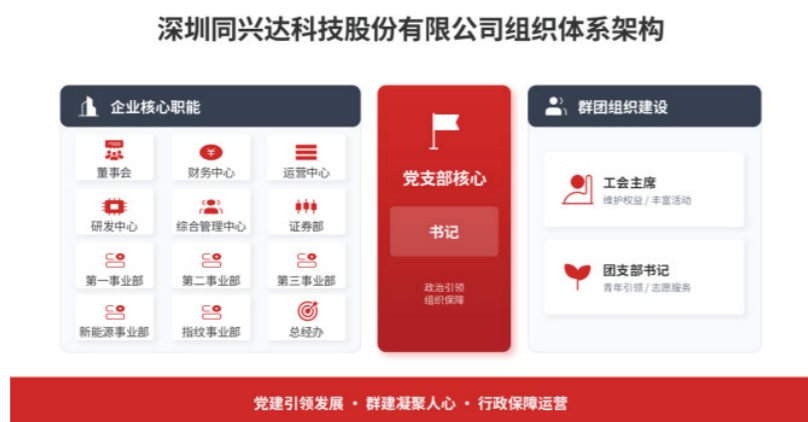 深圳同兴达科技股份有限公司组织体系架构
企业核心职能
董事会
财务中心
运营中心
研发中心
综合管理中心
证券部
第一事业部
第二事业部
第三事业部
新能源事业部
指纹事业部
总经办
党支部核心
书记
政治引领
组织保障
群团组织建设
工会主席
维护权益 / 丰富活动
团支部书记
青年引领 / 志愿服务
党建引领发展 · 群建凝聚人心 · 行政保障运营